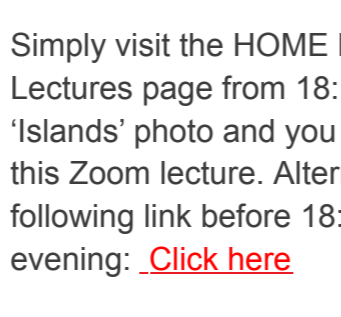 Simply visit the HOME
Lectures page from 18:
‘Islands’ photo and you
this Zoom lecture.
following link before 18:
evening: Click here